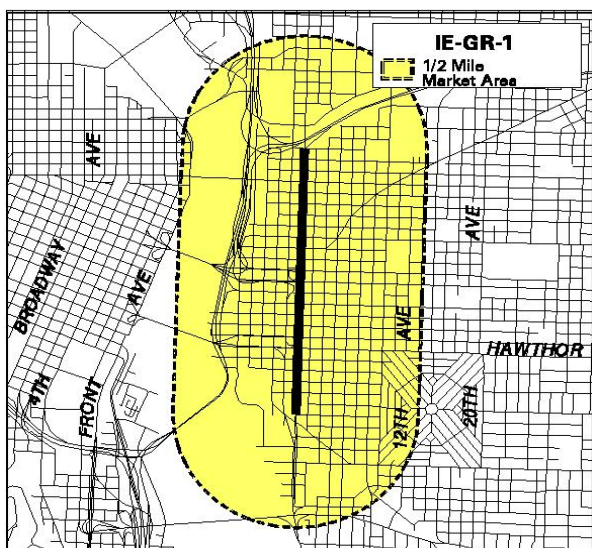 IE-GR-1
1/2 Mile
Market Area
AVE
AVE
BROADWAY
AVE
AVE
HAWTHOR
4TH
FRONT
12TH
20TH